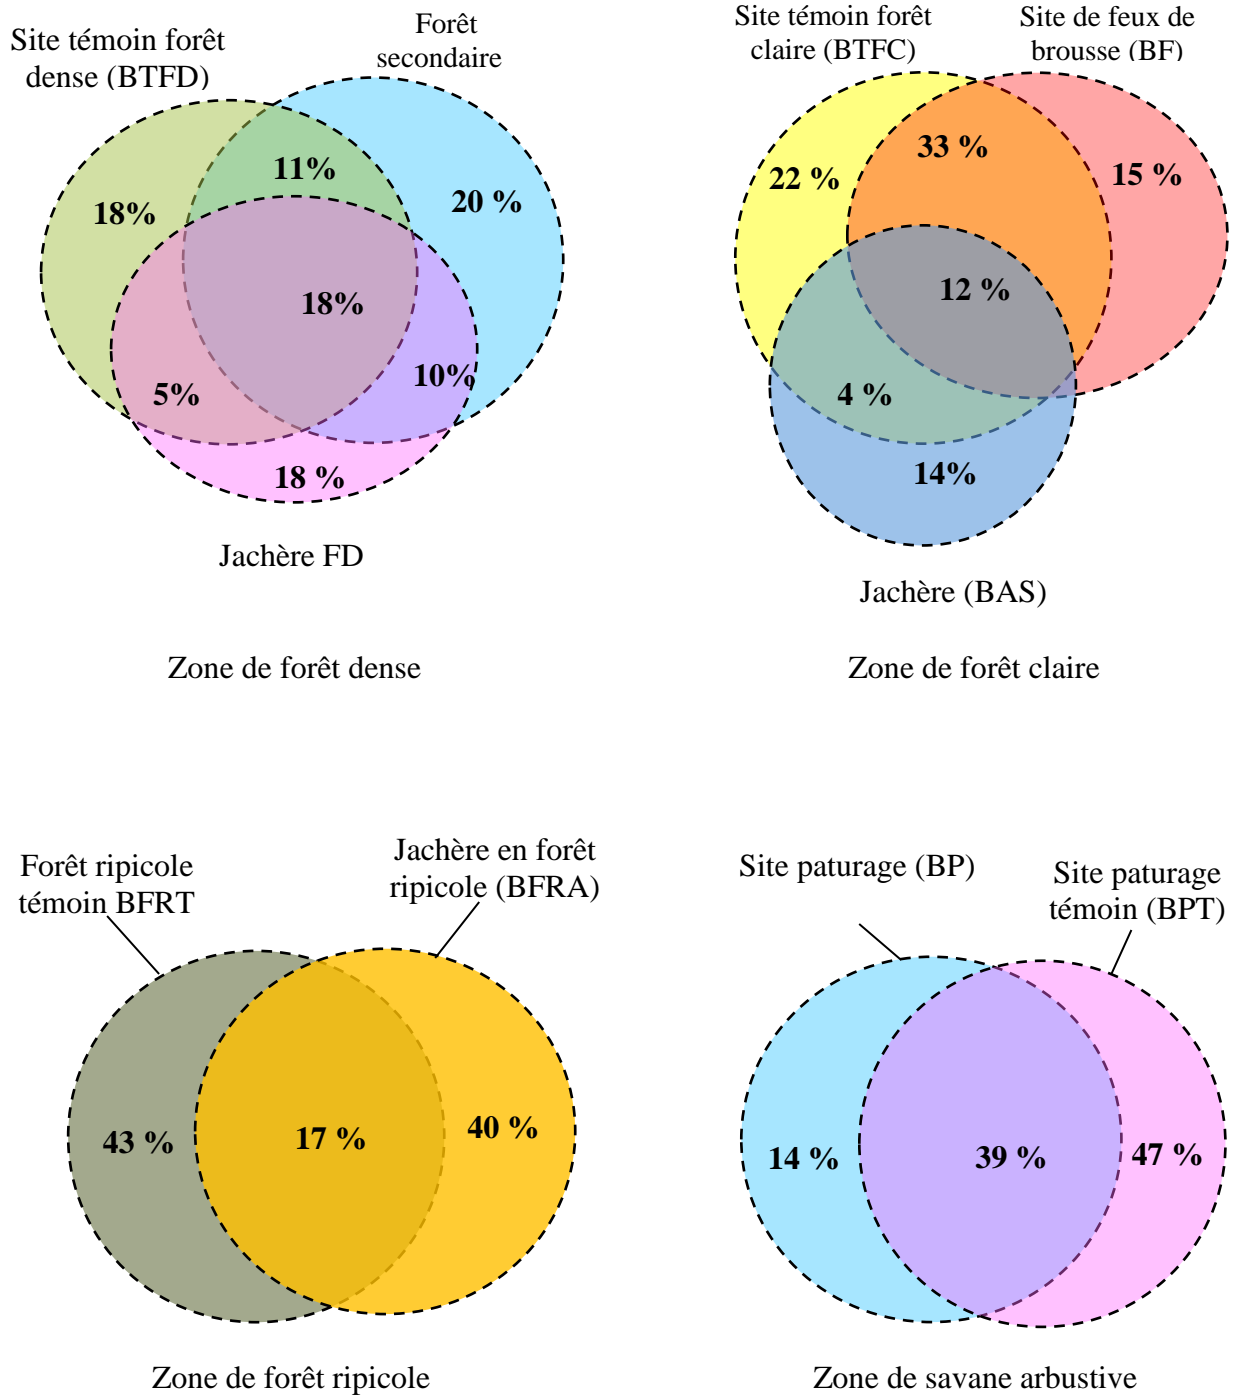 Site témoin forêt
dense (BTFD)
Forêt
secondaire
11%
18%
20 %
18%
5%
10%
18 %
Jachère FD
Zone de forêt dense
Site témoin forêt
claire (BTFC)
Site de feux de
brousse (BF)
33 %
22 %
15 %
12 %
4 %
14%
Jachère (BAS)
Zone de forêt claire
Forêt ripicole
témoin BFRT
Jachère en forêt
ripicole (BFRA)
43 %
17 %
40 %
Zone de forêt ripicole
Site paturage (BP)
Site paturage
témoin (BPT)
14 %
39 %
47 %
Zone de savane arbustive